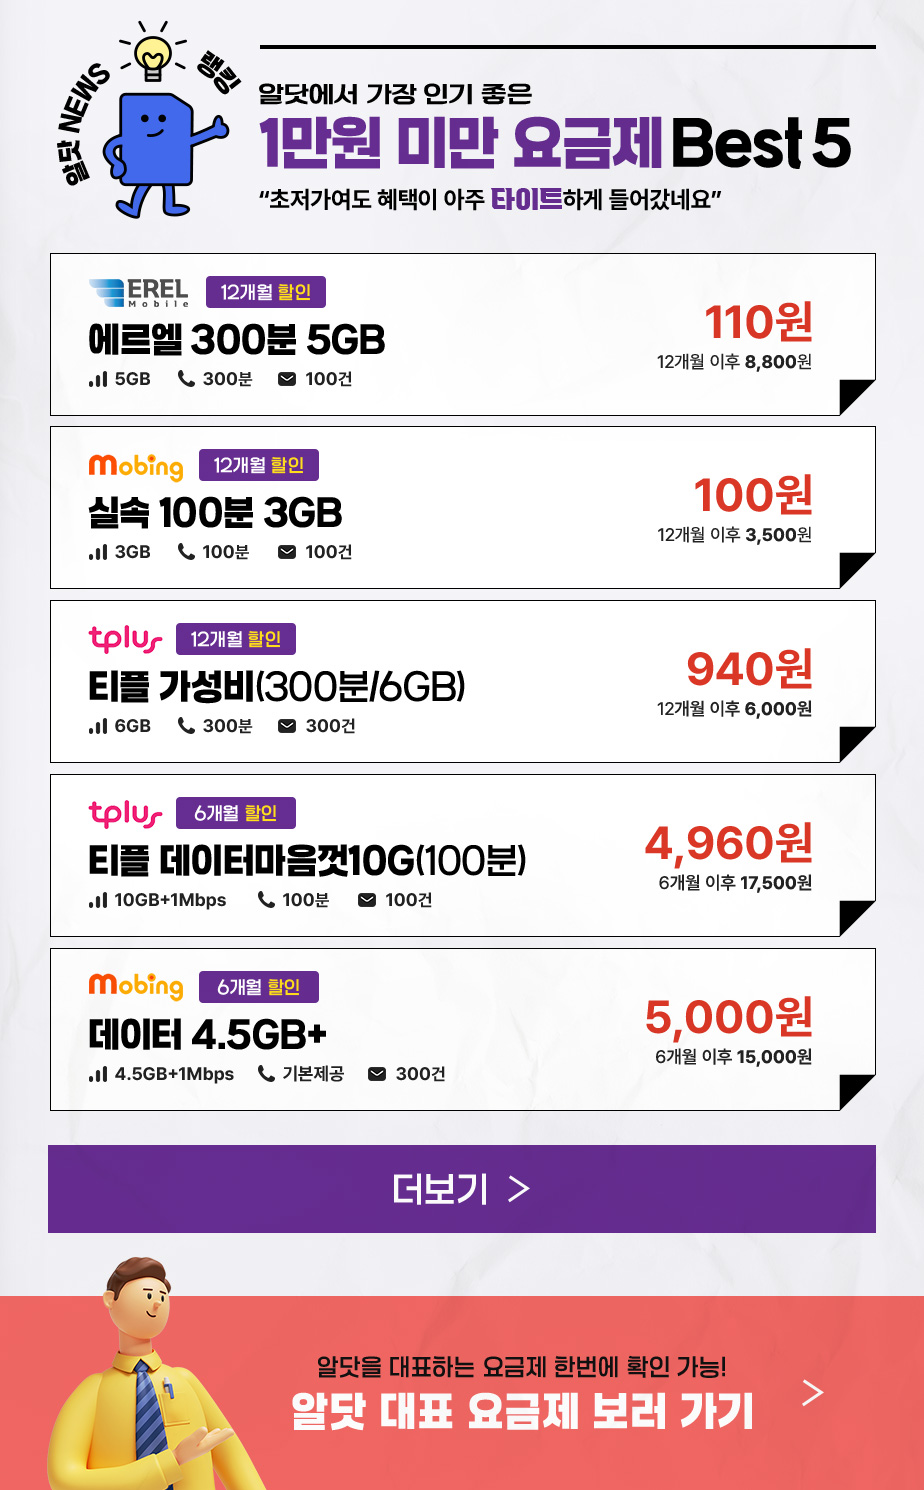 알닷 NEWS 랭킹
알닷에서 가장 인기 좋은
1만원 미만 요금제 Best 5
“초저가여도 혜택이 아주 타이트하게 들어갔네요”
EREL Mobile 12개월 할인
에르엘 300분 5GB
5GB 300분 100건
110원
12개월 이후 8,800원
mobing 12개월 할인
실속 100분 3GB
3GB 100분 100건
100원
12개월 이후 3,500원
tplus 12개월 할인
티플 가성비(300분/6GB)
6GB 300분 300건
940원
12개월 이후 6,000원
tplus 6개월 할인
티플 데이터마음껏10G(100분)
10GB+1Mbps 100분 100건
4,960원
6개월 이후 17,500원
mobing 6개월 할인
데이터 4.5GB+
4.5GB+1Mbps 기본제공 300건
5,000원
6개월 이후 15,000원
더보기 >
알닷을 대표하는 요금제 한번에 확인 가능!
알닷 대표 요금제 보러 가기 >